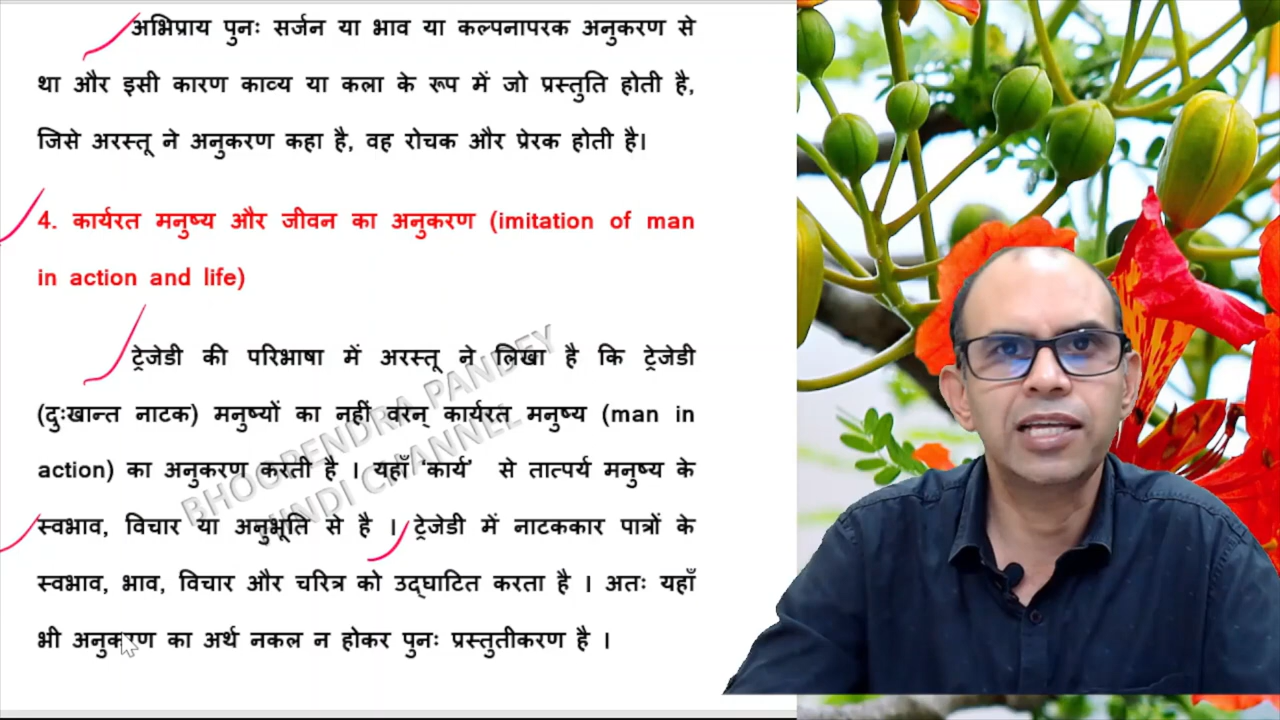 अभिप्राय पुनः सर्जन या भाव या कल्पनापरक अनुकरण से
था और इसी कारण काव्य या कला के रूप में जो प्रस्तुति होती है,
जिसे अरस्तू ने अनुकरण कहा है, वह रोचक और प्रेरक होती है।
4. कार्यरत मनुष्य और जीवन का अनुकरण (imitation of man
in action and life)
ट्रेजेडी की परिभाषा में अरस्तू ने लिखा है कि ट्रेजेडी
(दुःखान्त नाटक) मनुष्यों का नहीं वरन् कार्यरत मनुष्य (man in
action) का अनुकरण करती है । यहाँ ‘कार्य’ से तात्पर्य मनुष्य के
स्वभाव, विचार या अनुभूति से है । ट्रेजेडी में नाटककार पात्रों के
स्वभाव, भाव, विचार और चरित्र को उद्घाटित करता है । अतः यहाँ
भी अनुकरण का अर्थ नकल न होकर पुनः प्रस्तुतीकरण है ।
BHOOPENDRA PANDEY
HINDI CHANNEL